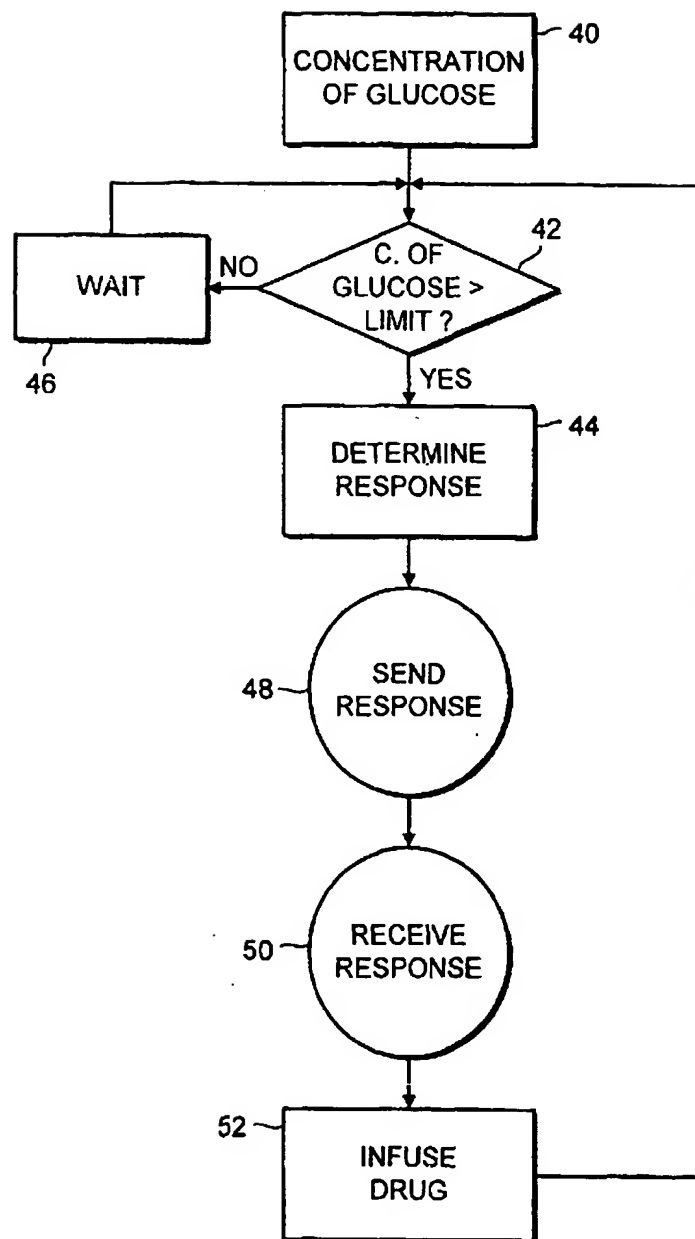 40
CONCENTRATION
OF GLUCOSE
42
C. OF
GLUCOSE >
LIMIT ?
NO
WAIT
46
YES
44
DETERMINE
RESPONSE
48
SEND
RESPONSE
50
RECEIVE
RESPONSE
52
INFUSE
DRUG